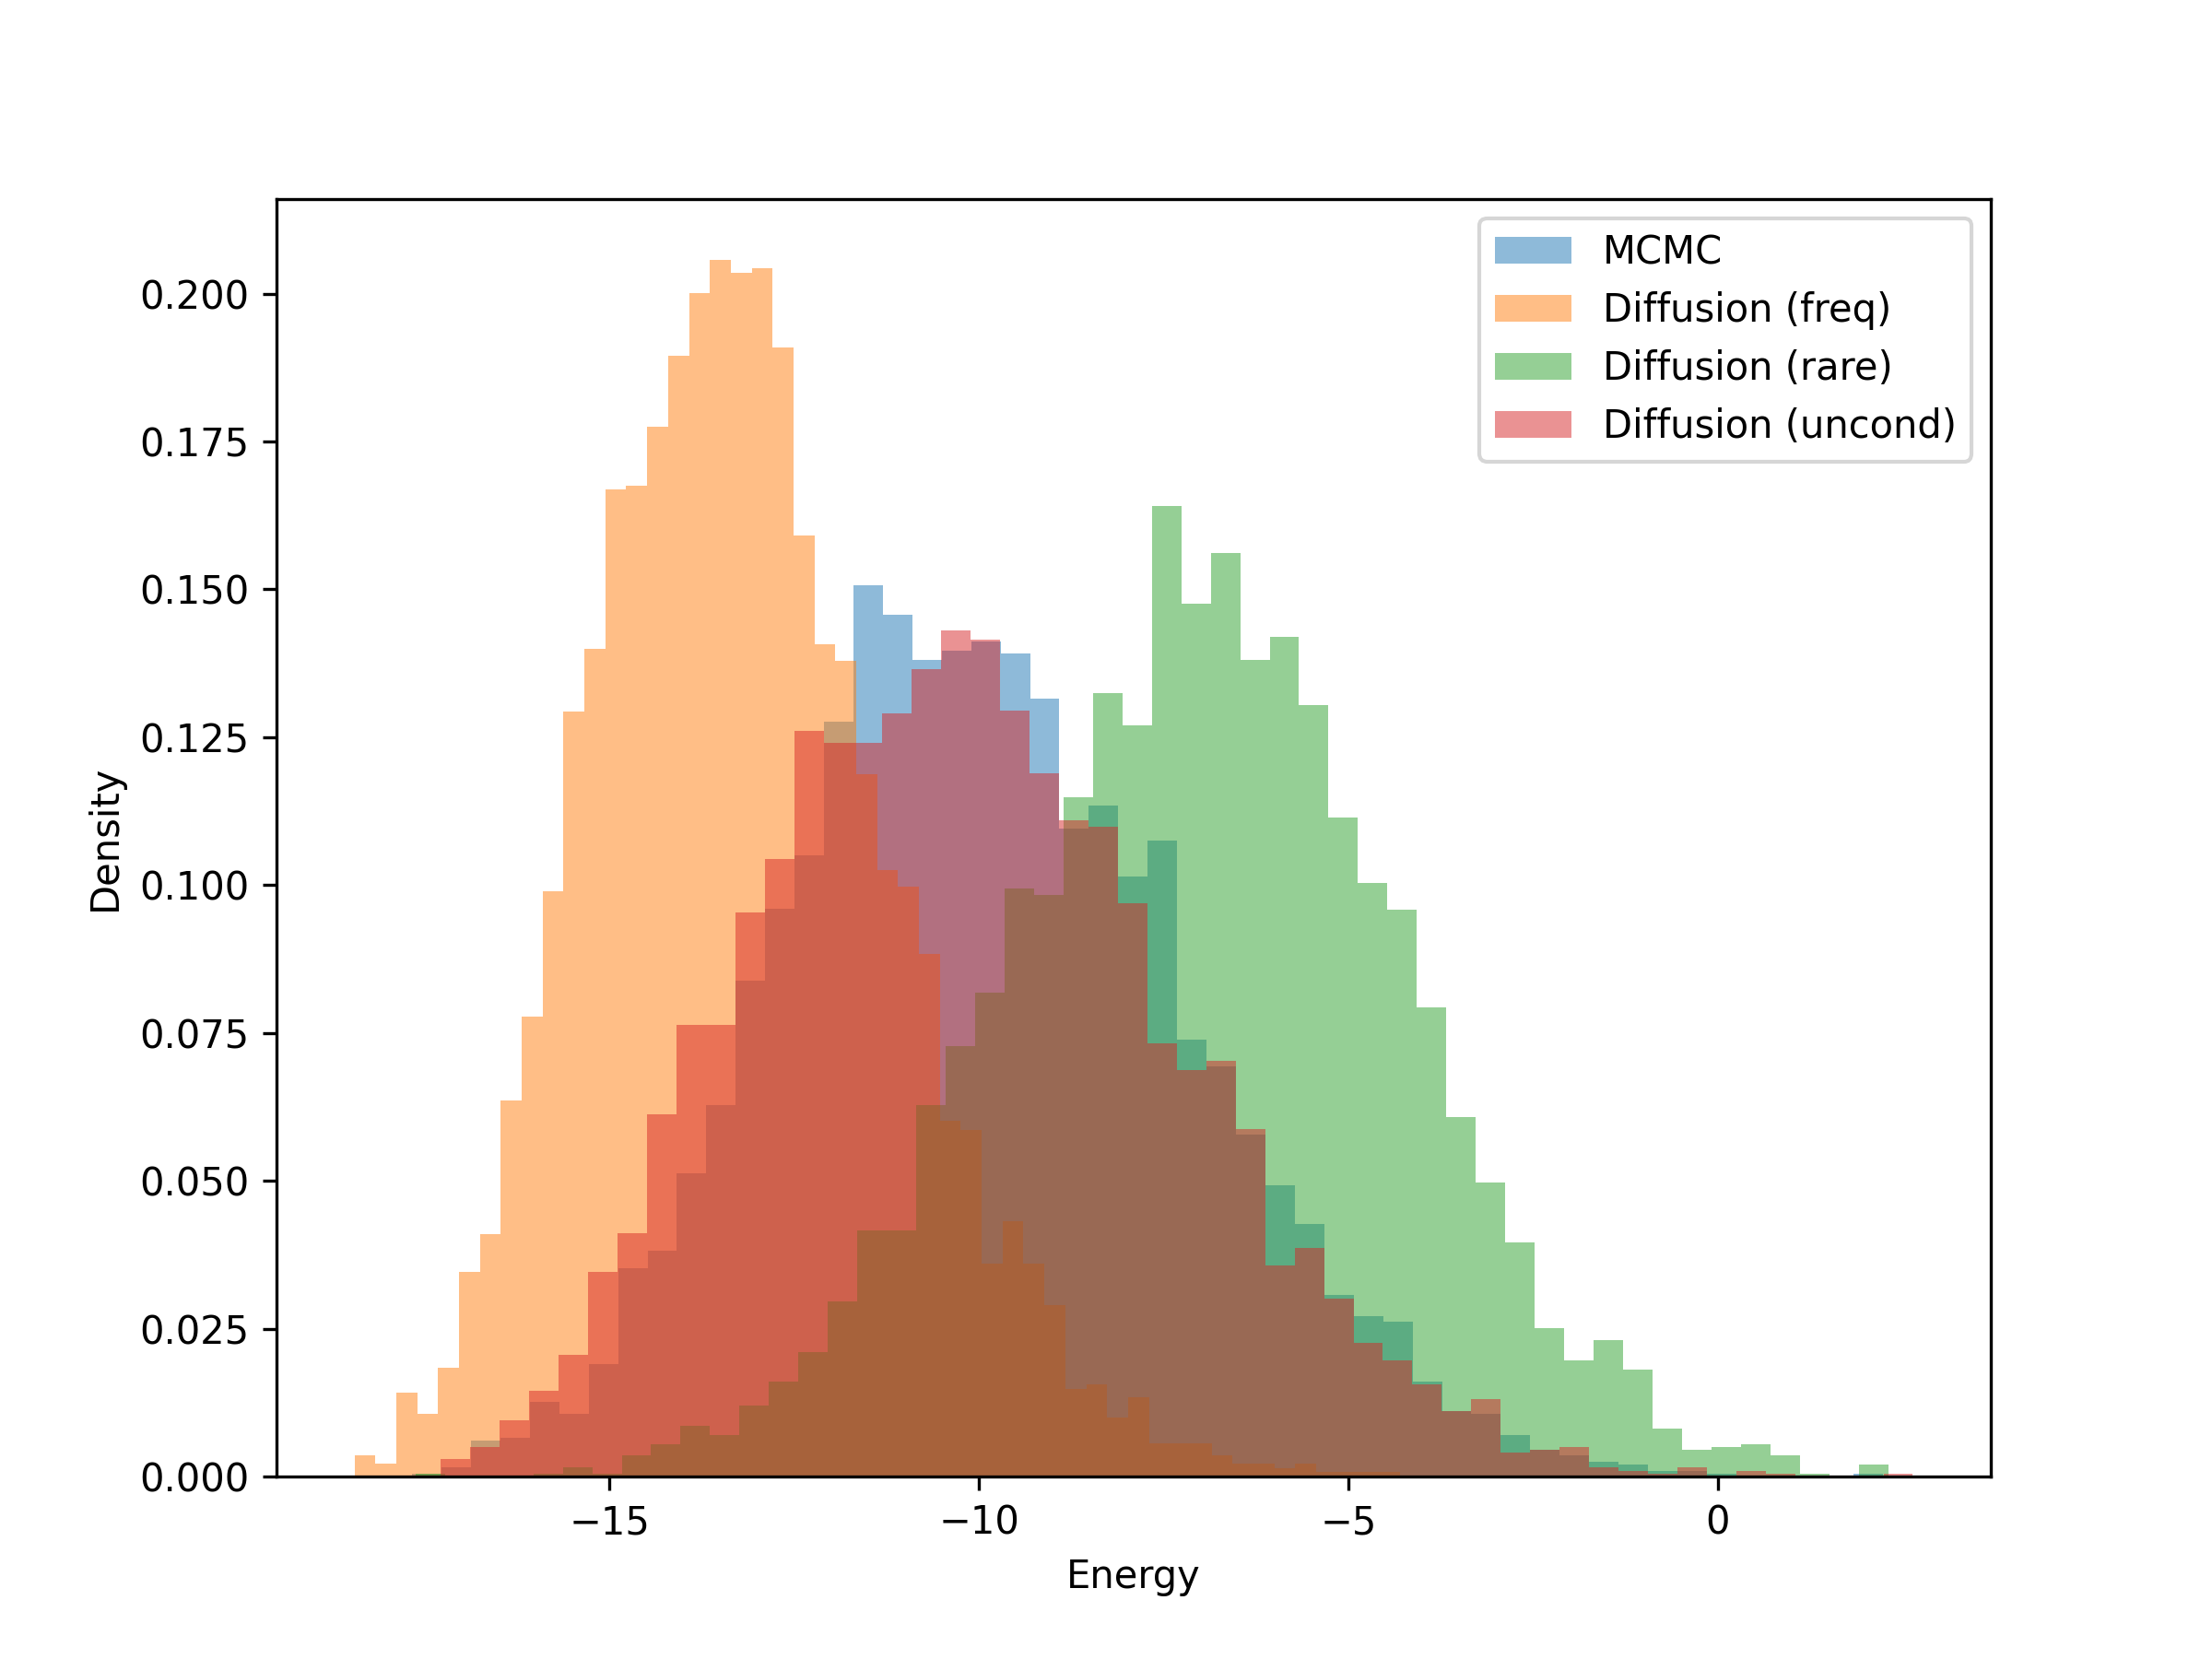 MCMC
Diffusion (freq)
Diffusion (rare)
Diffusion (uncond)
0.200
0.175
0.150
0.125
0.100
0.075
0.050
0.025
0.000
Density
−15 −10 −5 0
Energy